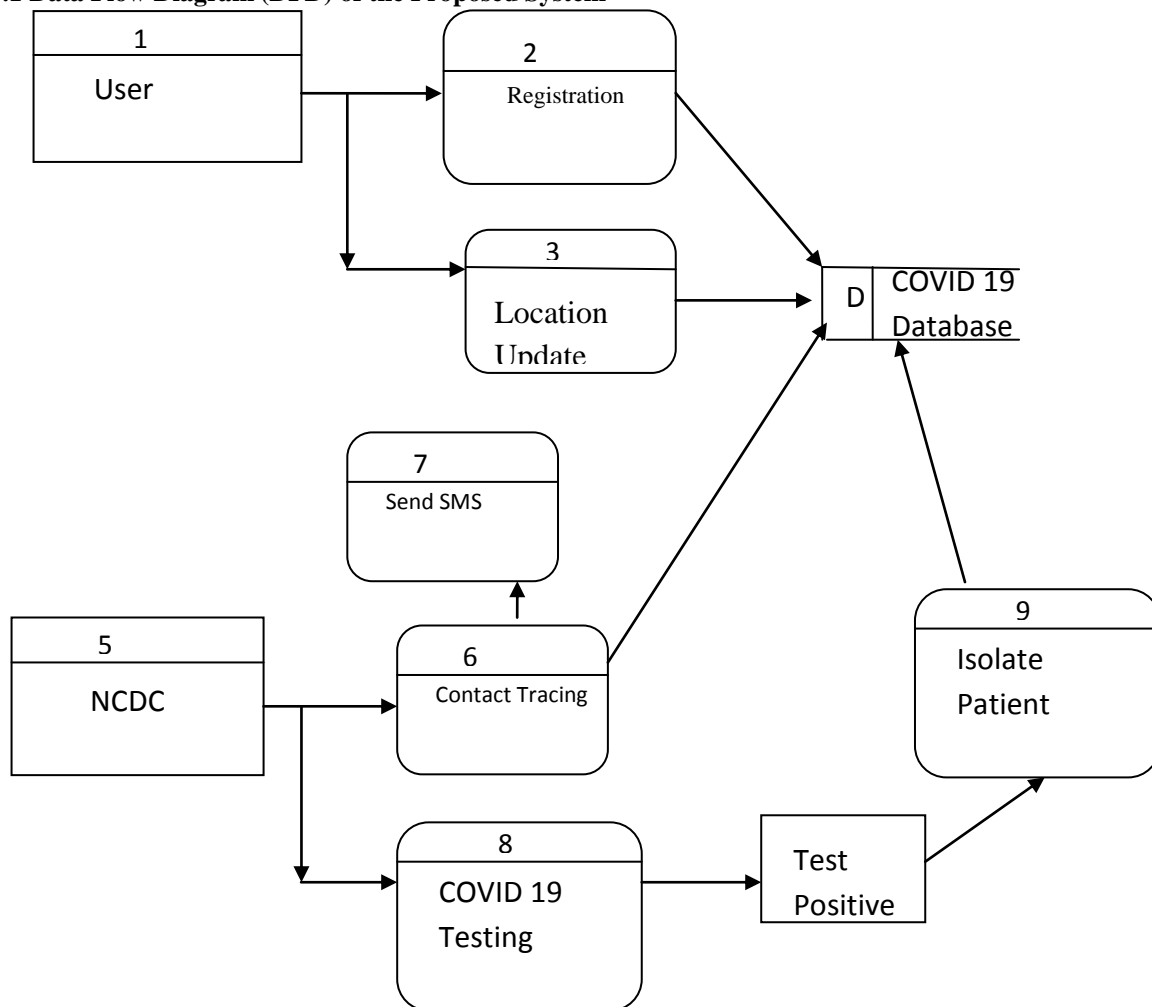 Data Flow Diagram (DFD) of the Proposed System
1
User
2
Registration
3
Location
Update
D
COVID 19
Database
7
Send SMS
5
NCDC
6
Contact Tracing
9
Isolate
Patient
8
COVID 19
Testing
Test
Positive